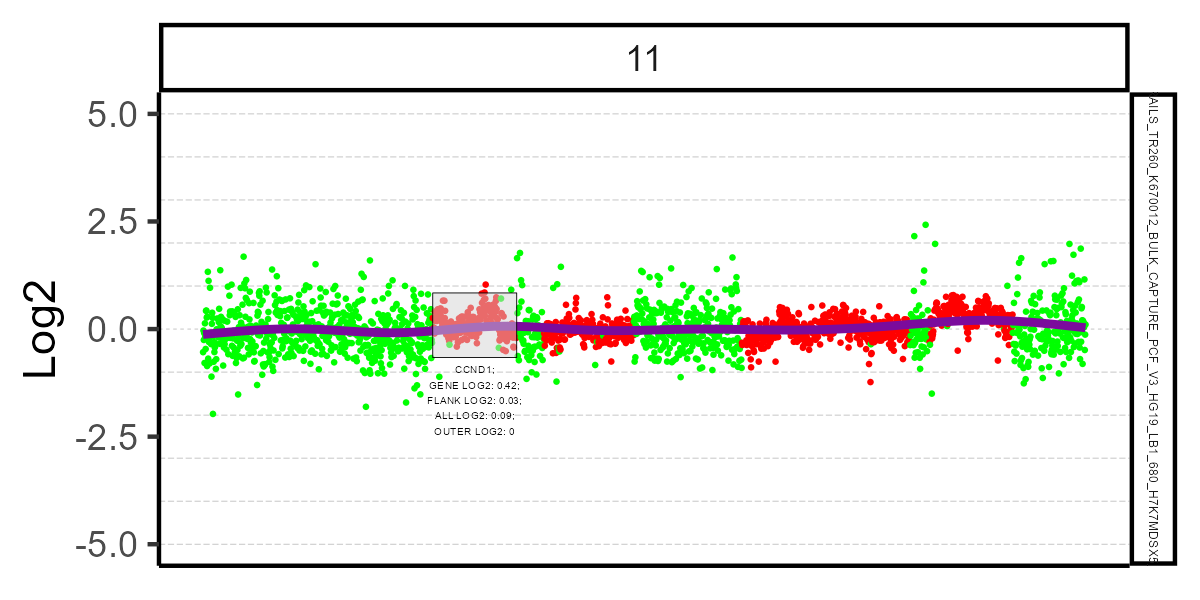 11
Log2
5.0
2.5
0.0
-2.5
-5.0
CCND1;
GENE LOG2: 0.42;
FLANK LOG2: 0.03;
ALL LOG2: 0.09;
OUTER LOG2: 0
AILS_TR260_K670012_BULK_CAPTURE_PCF_V3_HG19_LB1_680_H7K7MDSX5